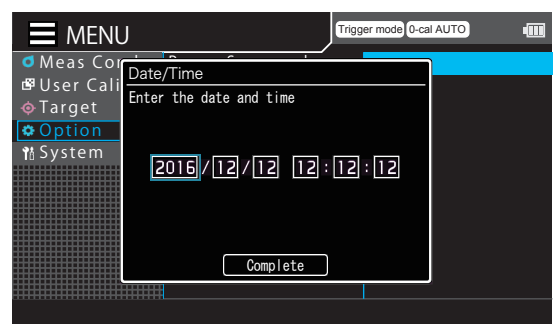 MENU
Trigger mode 0-cal AUTO
Meas Co
User Cali
Target
Option
System
Date/Time
Enter the date and time
2016/12/12 12:12:12
Complete